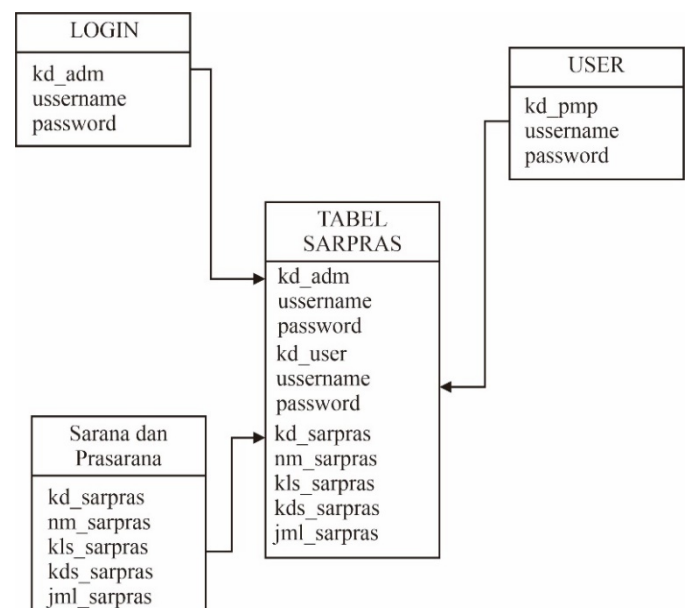 LOGIN
kd_adm
ussername
password
USER
kd_pmp
ussername
password
TABEL
SARPRAS
kd_adm
ussername
password
kd_user
ussername
password
kd_sarpras
nm_sarpras
kls_sarpras
kds_sarpras
jml_sarpras
Sarana dan
Prasarana
kd_sarpras
nm_sarpras
kls_sarpras
kds_sarpras
jml_sarpras